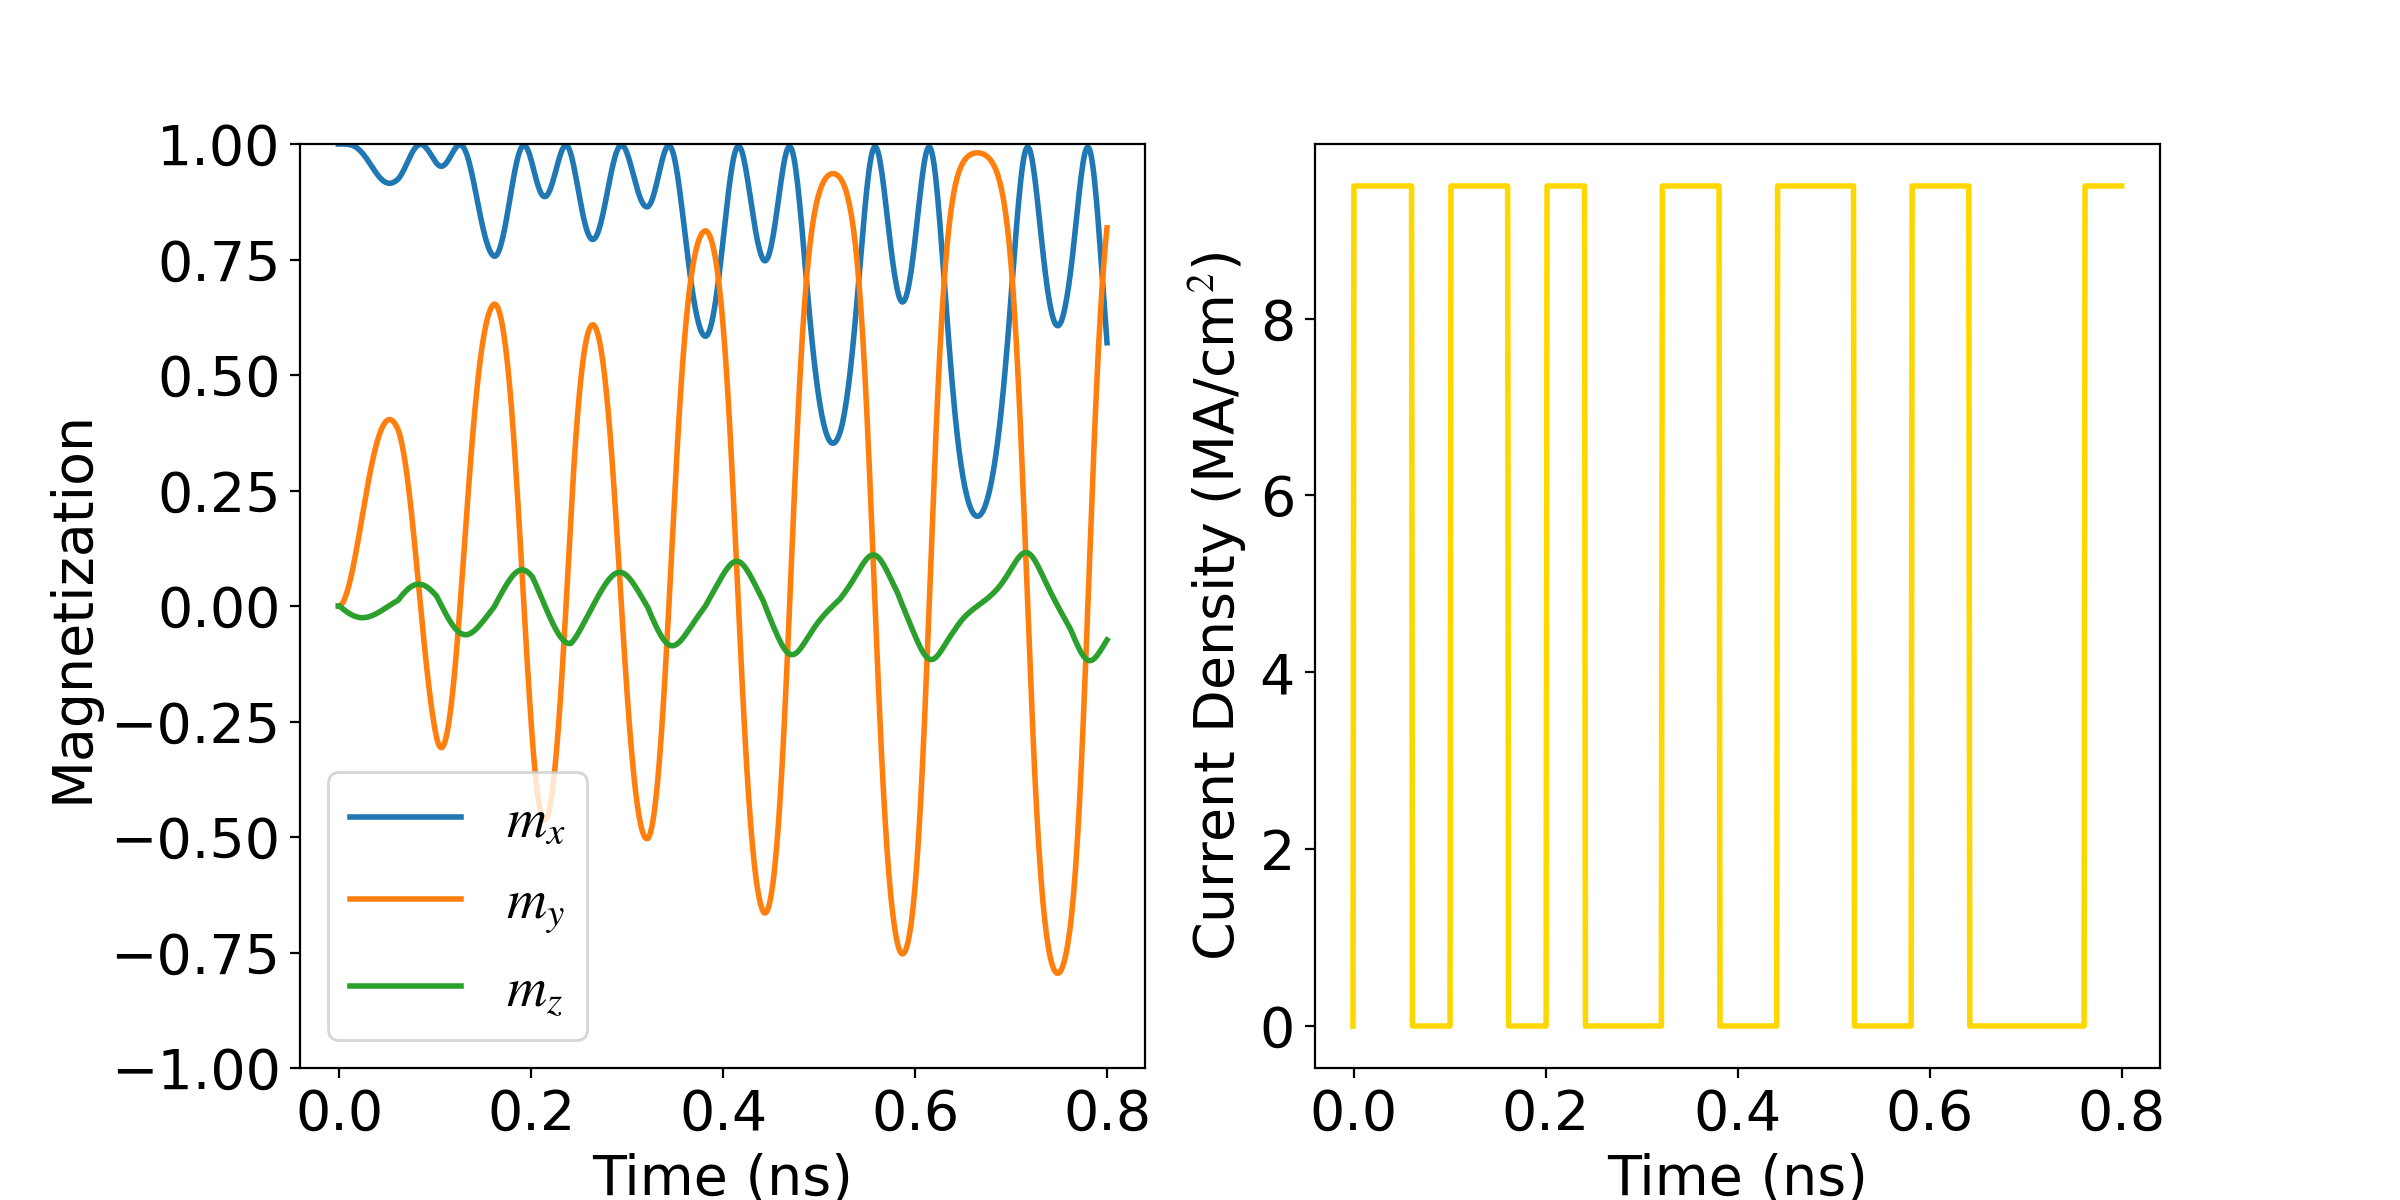 1.00
0.75
0.50
0.25
0.00
−0.25
−0.50
−0.75
−1.00
Magnetization
m_x
m_y
m_z
0.0 0.2 0.4 0.6 0.8
Time (ns)
8
6
4
2
0
Current Density (MA/cm²)
0.0 0.2 0.4 0.6 0.8
Time (ns)